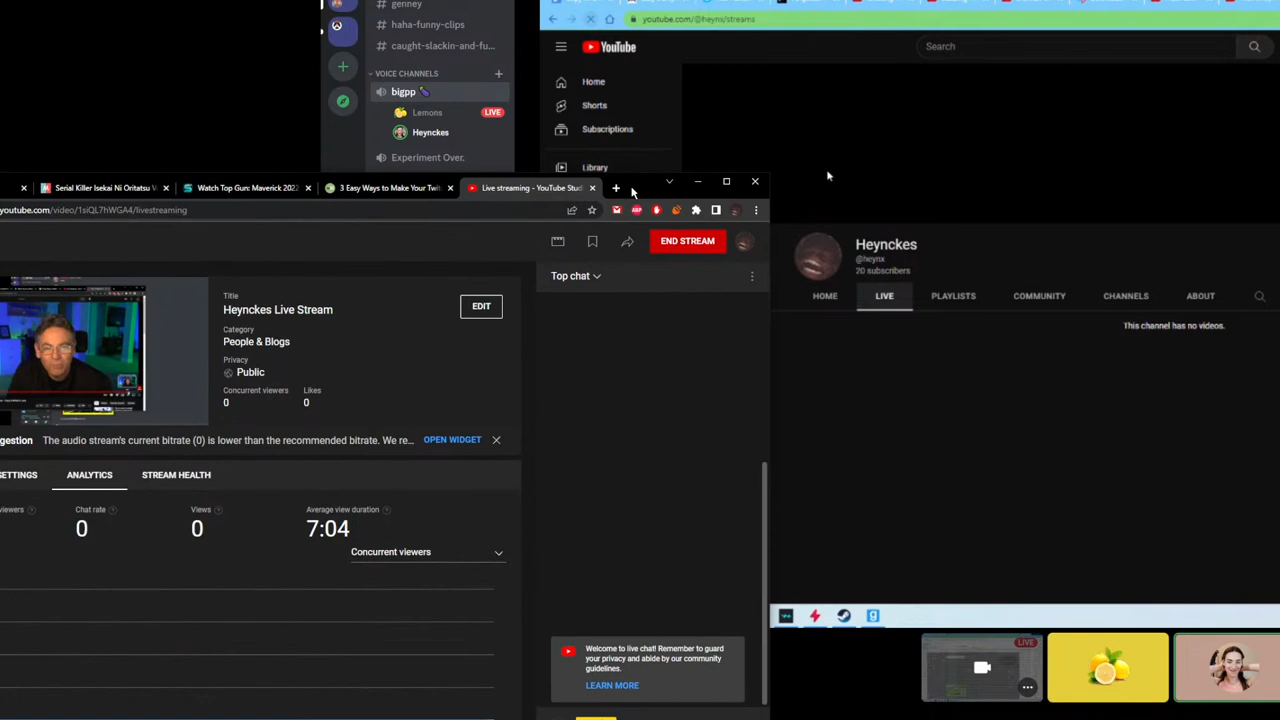 genney
# haha-funny-clips
# caught-slackin-and-fu...
VOICE CHANNELS
bigpp 🍆
Lemons LIVE
Heynckes
Experiment Over.
youtube.com/@heynx/streams
YouTube
Search
Home
Shorts
Subscriptions
Library
Heynckes
@heynx
20 subscribers
HOME LIVE PLAYLISTS COMMUNITY CHANNELS ABOUT
This channel has no videos.
Serial Killer Isekai Ni Oritatsu
Watch Top Gun: Maverick 2022
3 Easy Ways to Make Your Twit
Live streaming - YouTube Stud
youtube.com/video/1siQL7hWGA4/livestreaming
END STREAM
Top chat
Title
Heynckes Live Stream
EDIT
Category
People & Blogs
Privacy
Public
Concurrent viewers Likes
0 0
gestion The audio stream's current bitrate (0) is lower than the recommended bitrate. We re... OPEN WIDGET
SETTINGS ANALYTICS STREAM HEALTH
viewers Chat rate Views Average view duration
0 0 7:04
Concurrent viewers
Welcome to live chat! Remember to guard
your privacy and abide by our community
guidelines.
LEARN MORE
LIVE